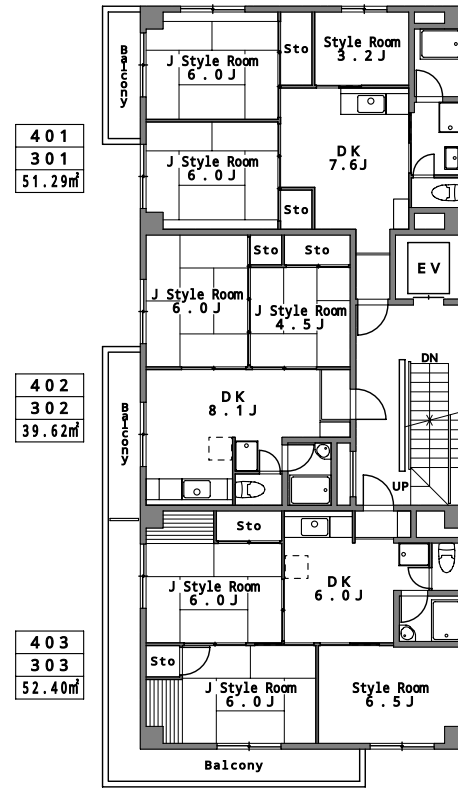 Balcony
J Style Room
6.0J
Sto
Style Room
3.2J
401
301
51.29㎡
J Style Room
6.0J
Sto
DK
7.6J
EV
Sto
Sto
J Style Room
6.0J
J Style Room
4.5J
402
302
39.62㎡
Balcony
DK
8.1J
DN
UP
Sto
J Style Room
6.0J
DK
6.0J
403
303
52.40㎡
Sto
J Style Room
6.0J
Style Room
6.5J
Balcony